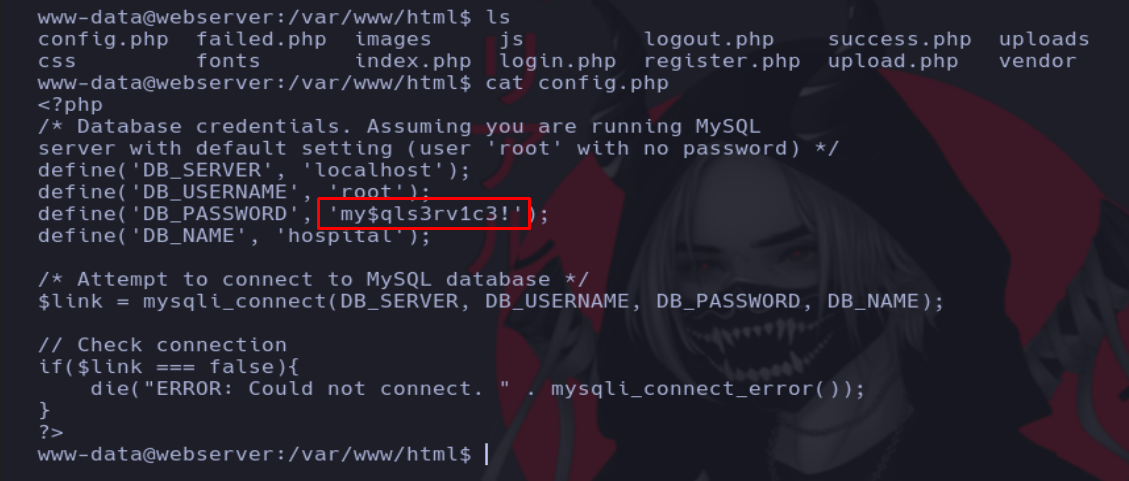 www-data@webserver:/var/www/html$ ls
config.php  failed.php  images     js         logout.php    success.php  uploads
css         fonts       index.php  login.php  register.php  upload.php   vendor
www-data@webserver:/var/www/html$ cat config.php
<?php
/* Database credentials. Assuming you are running MySQL
server with default setting (user 'root' with no password) */
define('DB_SERVER', 'localhost');
define('DB_USERNAME', 'root');
define('DB_PASSWORD', 'my$qls3rv1c3!');
define('DB_NAME', 'hospital');

/* Attempt to connect to MySQL database */
$link = mysqli_connect(DB_SERVER, DB_USERNAME, DB_PASSWORD, DB_NAME);

// Check connection
if($link === false){
    die("ERROR: Could not connect. " . mysqli_connect_error());
}
?>
www-data@webserver:/var/www/html$